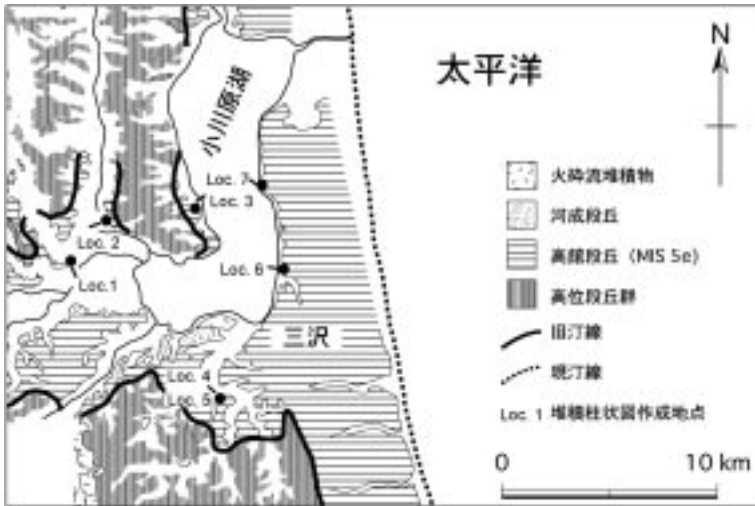 太平洋
N
小川原湖
Loc. 7
Loc. 3
Loc. 2
Loc.1
Loc. 6
三沢
Loc. 4
Loc. 5
火砕流堆積物
河成段丘
高館段丘 (MIS 5e)
高位段丘群
旧汀線
現汀線
Loc. 1 堆積柱状図作成地点
0 10 km